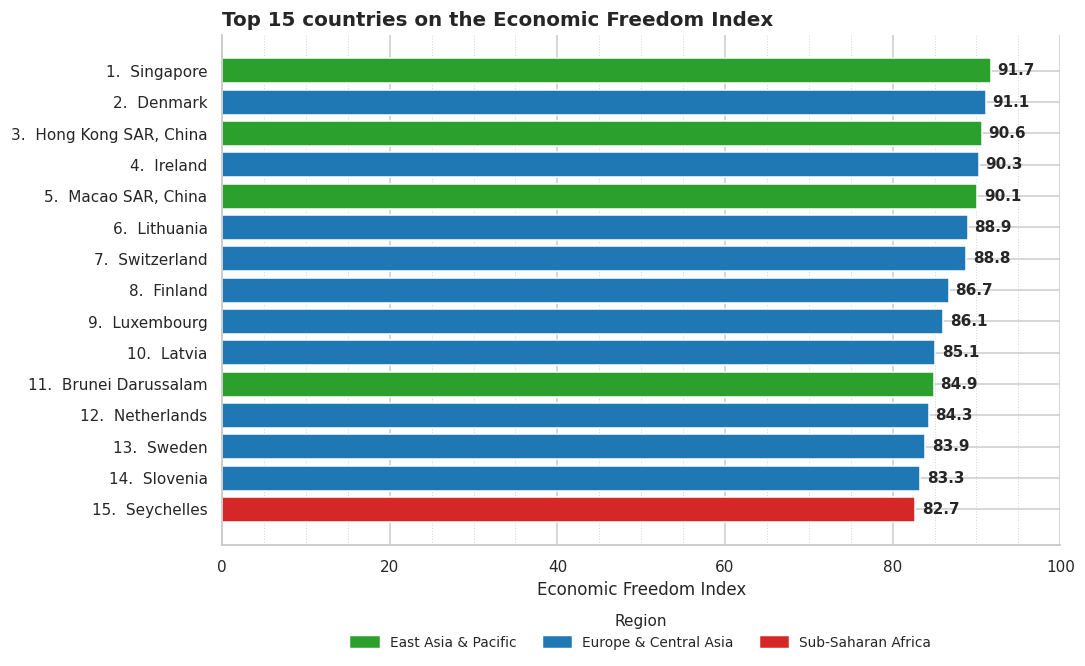 Top 15 countries on the Economic Freedom Index
1. Singapore 91.7
2. Denmark 91.1
3. Hong Kong SAR, China 90.6
4. Ireland 90.3
5. Macao SAR, China 90.1
6. Lithuania 88.9
7. Switzerland 88.8
8. Finland 86.7
9. Luxembourg 86.1
10. Latvia 85.1
11. Brunei Darussalam 84.9
12. Netherlands 84.3
13. Sweden 83.9
14. Slovenia 83.3
15. Seychelles 82.7
0 20 40 60 80 100
Economic Freedom Index
Region
East Asia & Pacific Europe & Central Asia Sub-Saharan Africa